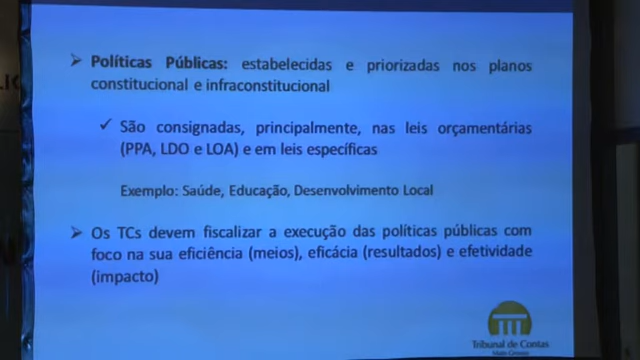 ➢ Políticas Públicas: estabelecidas e priorizadas nos planos
constitucional e infraconstitucional
✓ São consignadas, principalmente, nas leis orçamentárias
(PPA, LDO e LOA) e em leis específicas
Exemplo: Saúde, Educação, Desenvolvimento Local
➢ Os TCs devem fiscalizar a execução das políticas públicas com
foco na sua eficiência (meios), eficácia (resultados) e efetividade
(impacto)
Tribunal de Contas
Mato Grosso